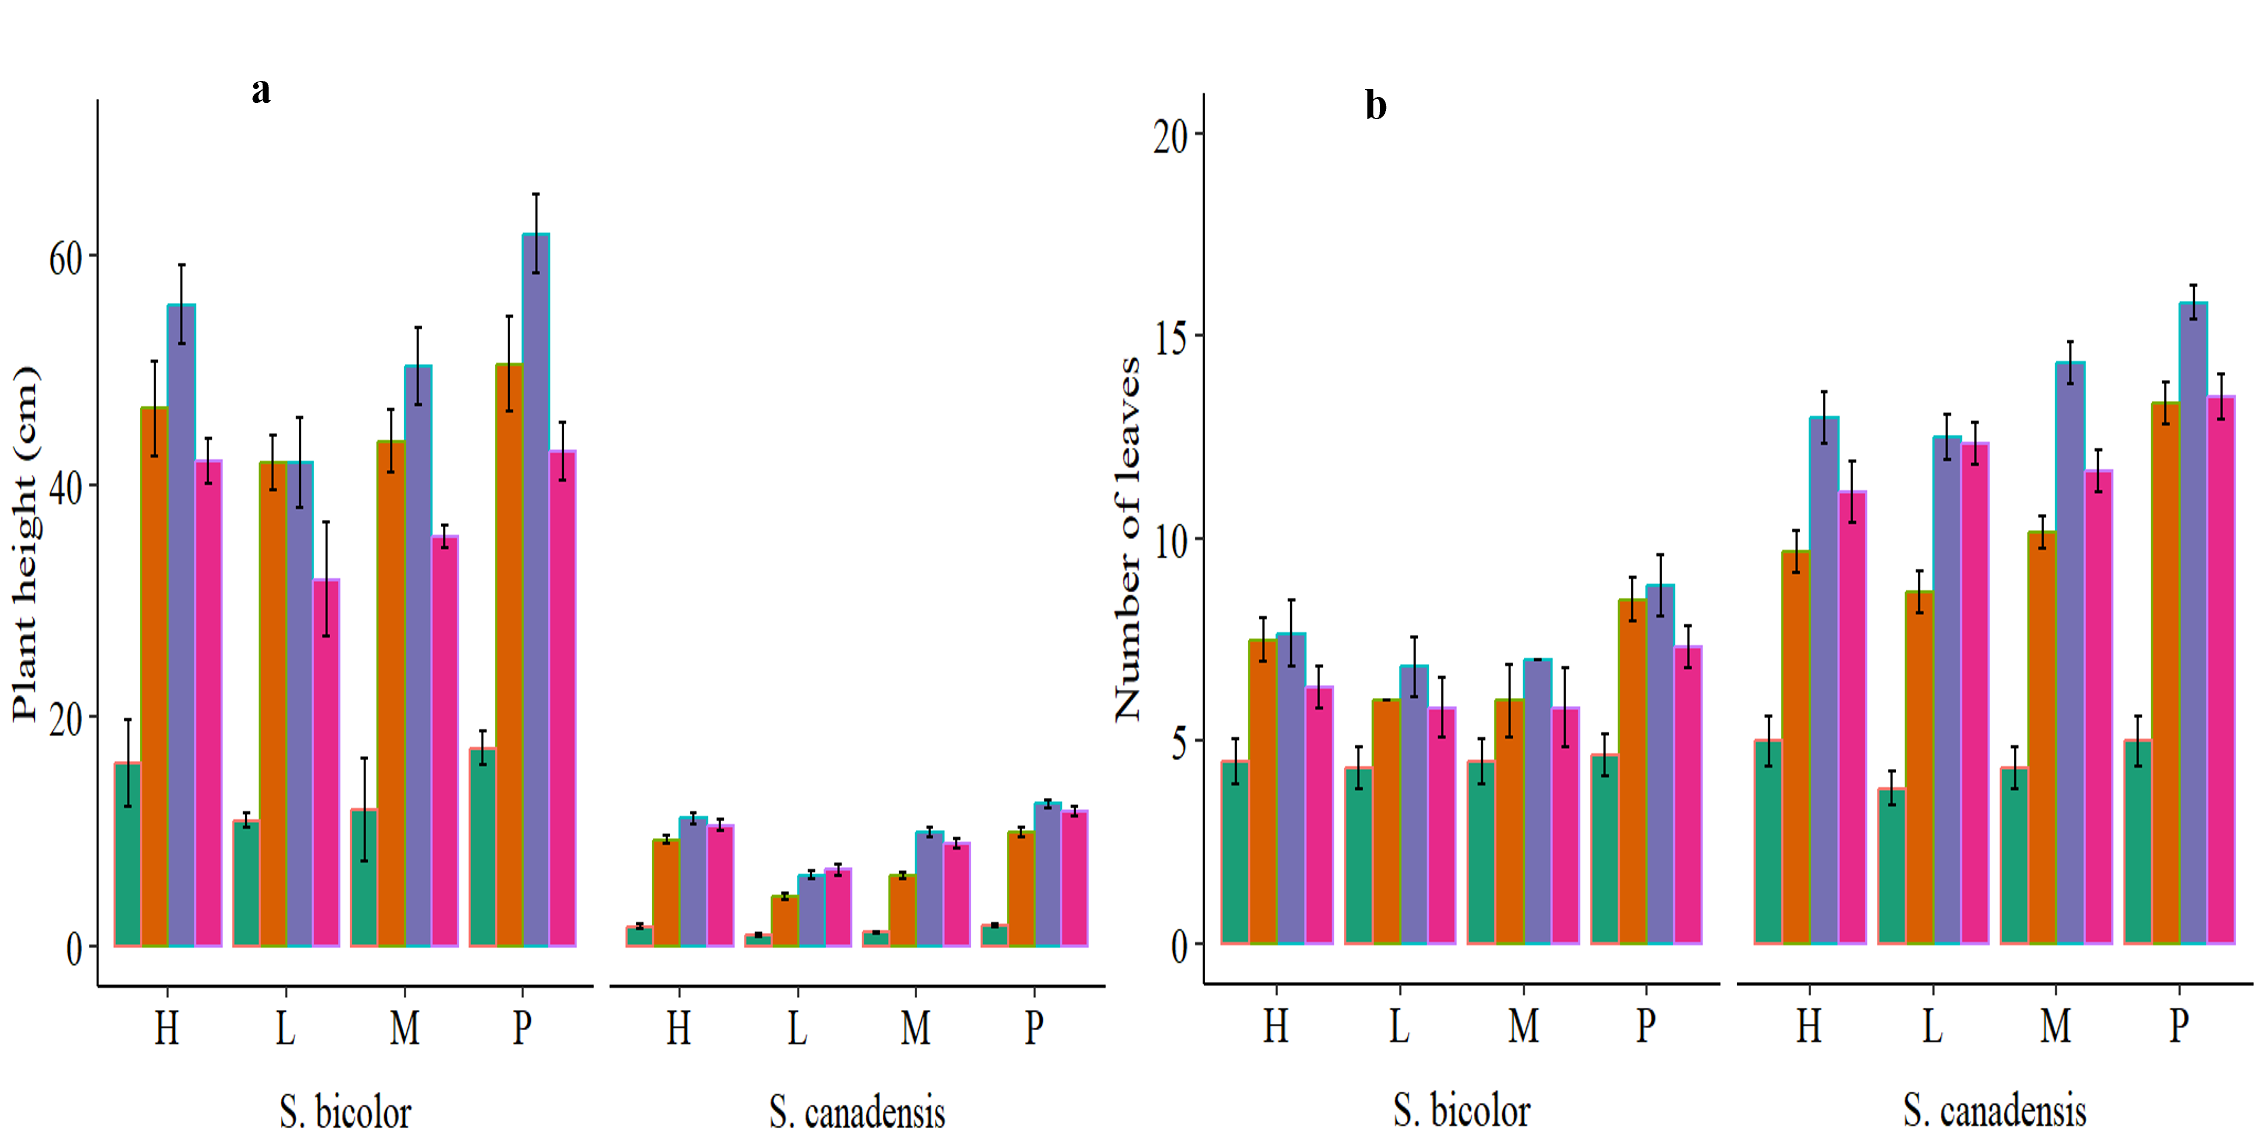 a
Plant height (cm)
60
40
20
0
H L M P H L M P
S. bicolor S. canadensis
b
Number of leaves
20
15
10
5
0
H L M P H L M P
S. bicolor S. canadensis